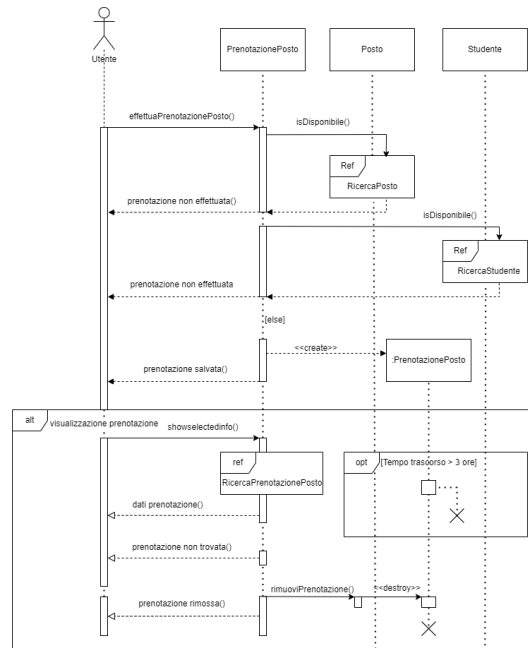 Utente
PrenotazionePosto
Posto
Studente
effettuaPrenotazionePosto()
isDisponibile()
Ref
RicercaPosto
prenotazione non effettuata()
isDisponibile()
Ref
RicercaStudente
prenotazione non effettuata
[else]
<<create>>
:PrenotazionePosto
prenotazione salvata()
alt
visualizzazione prenotazione
showselectedinfo()
ref
RicercaPrenotazionePosto
opt
[Tempo trascorso > 3 ore]
dati prenotazione()
prenotazione non trovata()
rimuoviPrenotazione()
<<destroy>>
prenotazione rimossa()